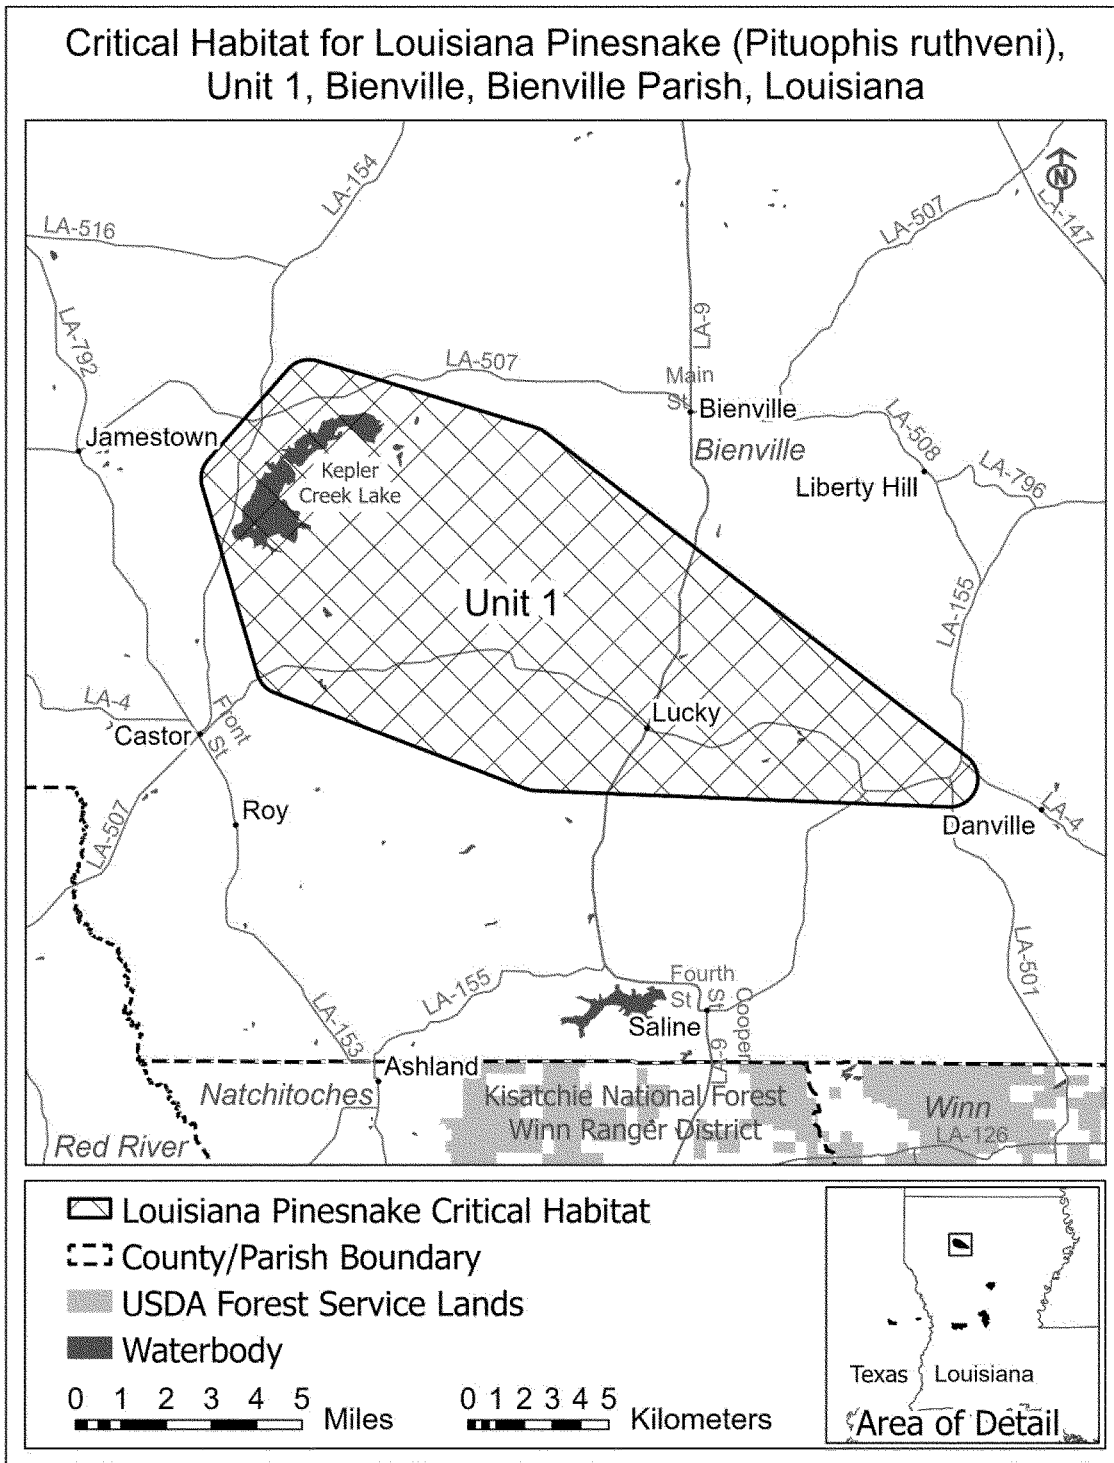 Critical Habitat for Louisiana Pinesnake (Pituophis ruthveni),
Unit 1, Bienville, Bienville Parish, Louisiana
LA-154
LA-516
LA-507
LA-147
N
LA-792
LA-9
LA-507
Main
St
Bienville
Jamestown
Bienville
LA-508
LA-796
Liberty Hill
Kepler
Creek Lake
Unit 1
LA-155
LA-4
Front
St
Castor
Lucky
Roy
LA-507
LA-4
Danville
LA-501
LA-155
Fourth
St
St
Cooper
LA-153
Saline
LA-9
Ashland
Natchitoches
Kisatchie National Forest
Winn Ranger District
Winn
LA-126
Red River
Louisiana Pinesnake Critical Habitat
County/Parish Boundary
USDA Forest Service Lands
Waterbody
0 1 2 3 4 5
Miles
0 1 2 3 4 5
Kilometers
Texas
Louisiana
Area of Detail